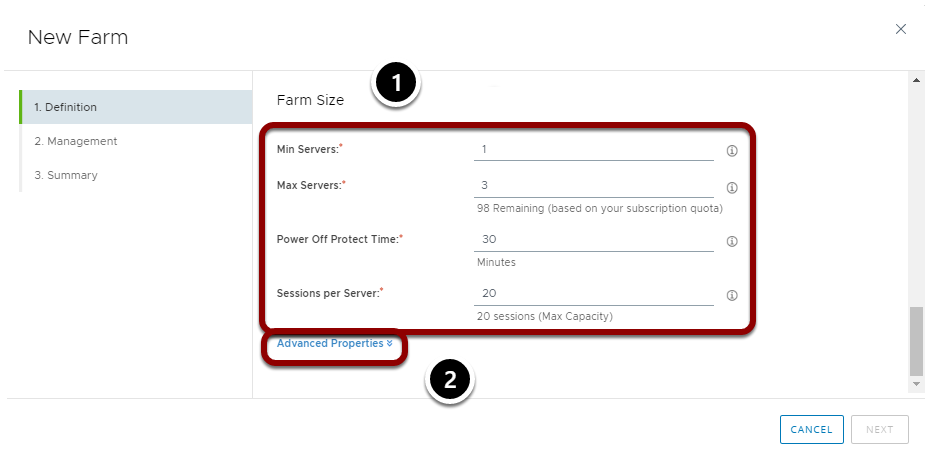 New Farm
1. Definition
2. Management
3. Summary
1
Farm Size
Min Servers:* 1
Max Servers:* 3
98 Remaining (based on your subscription quota)
Power Off Protect Time:* 30
Minutes
Sessions per Server:* 20
20 sessions (Max Capacity)
Advanced Properties
2
CANCEL NEXT